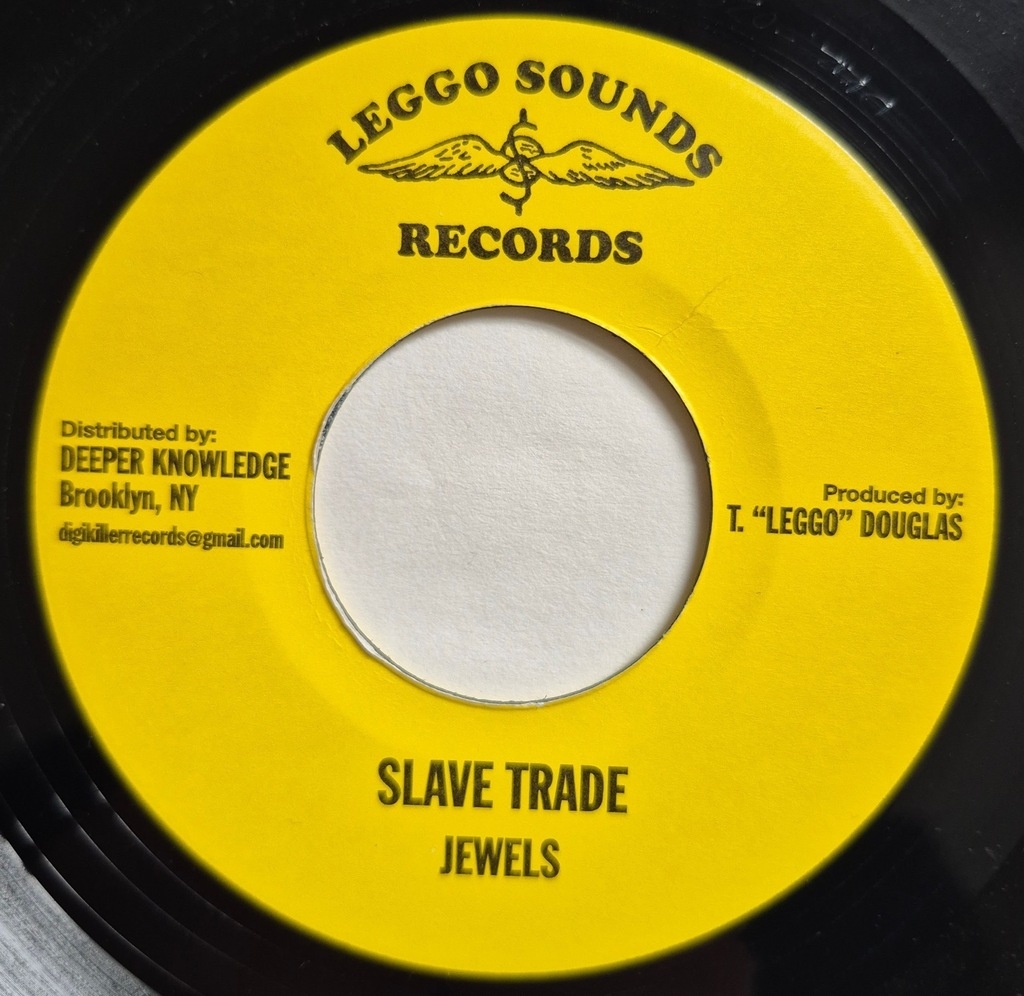 LEGGO SOUNDS
RECORDS
Distributed by:
DEEPER KNOWLEDGE
Brooklyn, NY
digikillerrecords@gmail.com
Produced by:
T. “LEGGO” DOUGLAS
SLAVE TRADE
JEWELS